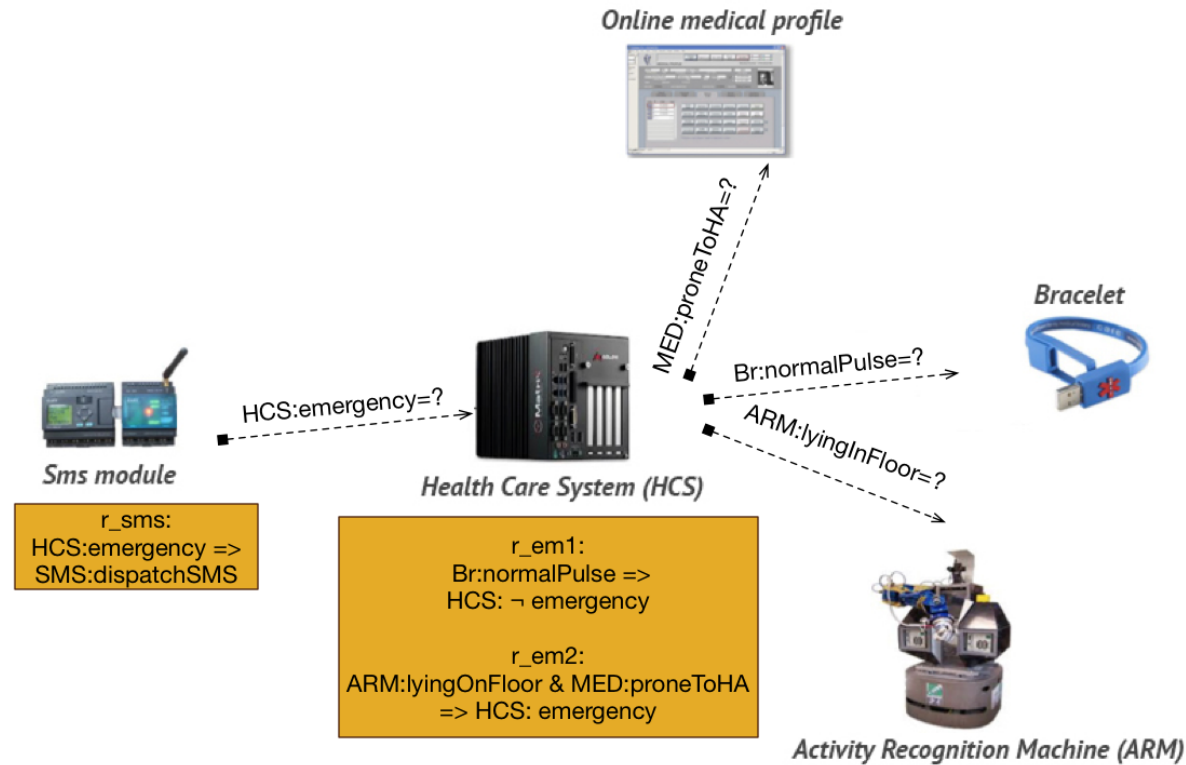 Online medical profile
MED:proneToHA=?
Bracelet
Br:normalPulse=?
HCS:emergency=?
ARM:lyingInFloor=?
Sms module
Health Care System (HCS)
r_sms:
HCS:emergency =>
SMS:dispatchSMS
r_em1:
Br:normalPulse =>
HCS: ¬ emergency
r_em2:
ARM:lyingOnFloor & MED:proneToHA
=> HCS: emergency
Activity Recognition Machine (ARM)